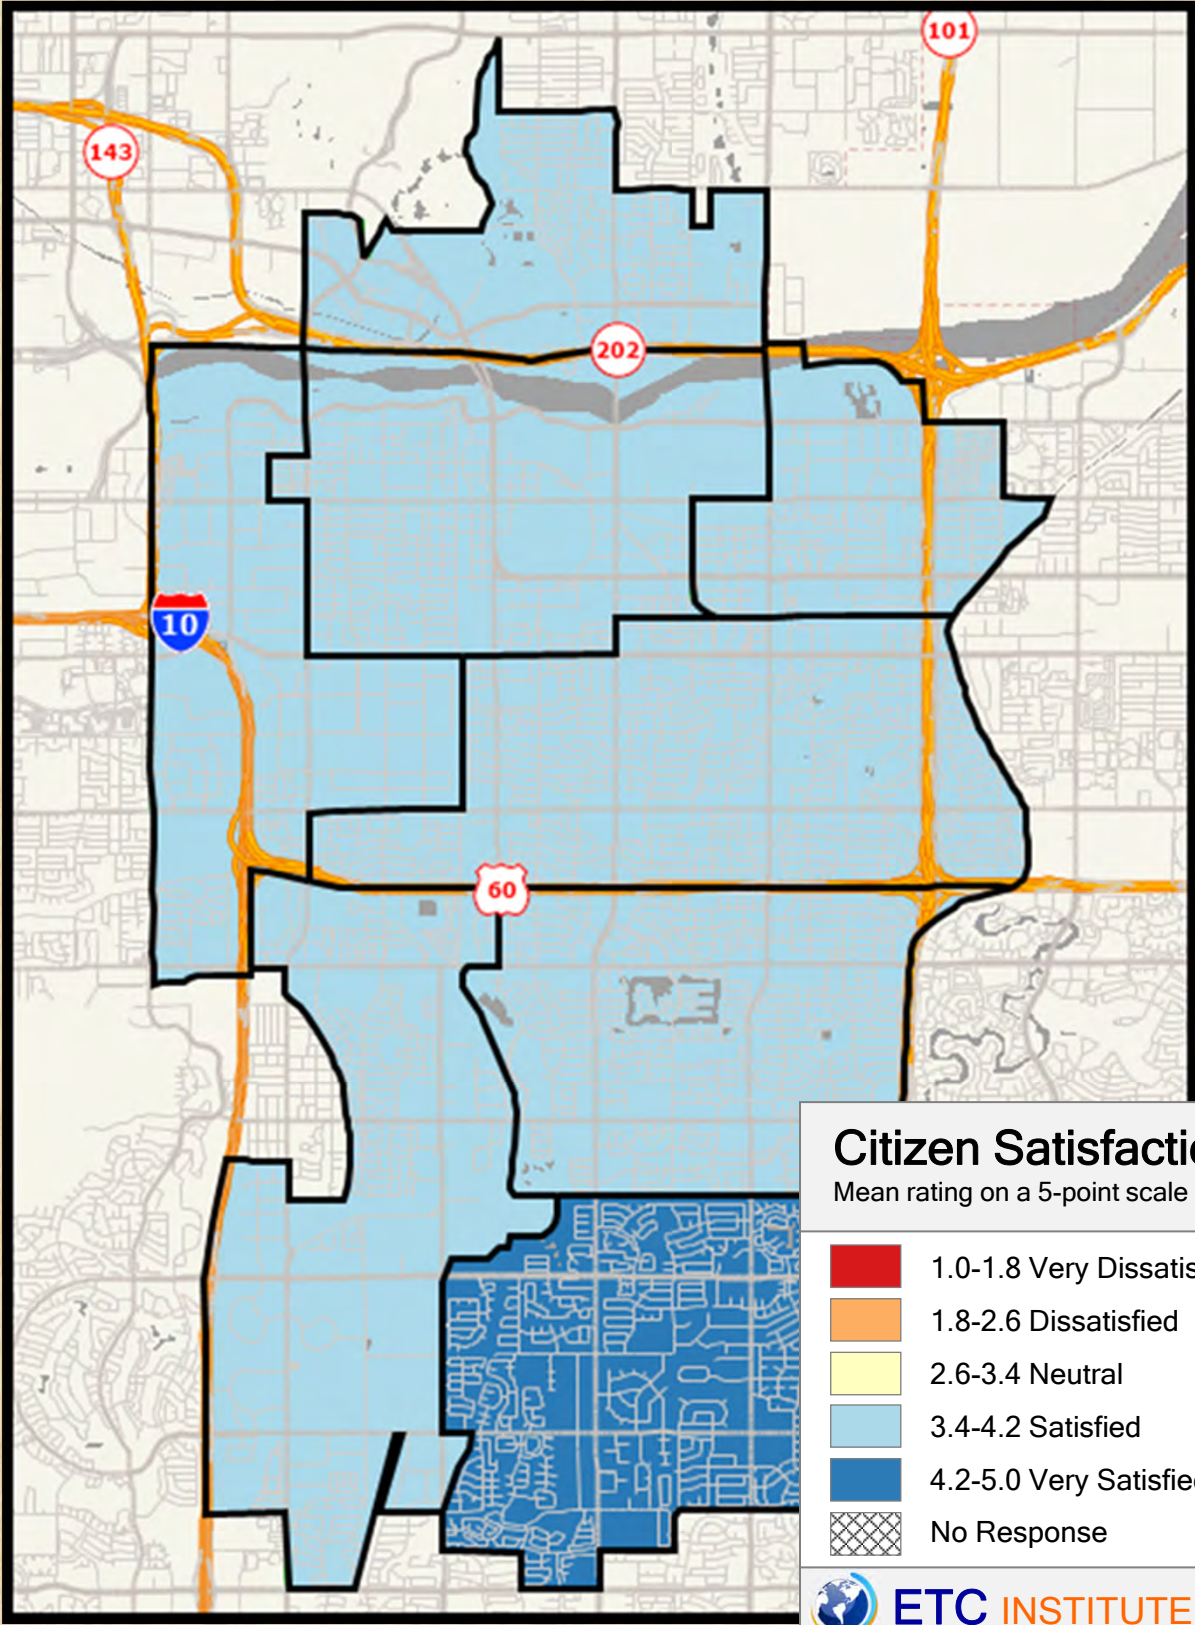 101
143
202
10
60
Citizen Satisfactio
Mean rating on a 5-point scale
1.0-1.8 Very Dissatis
1.8-2.6 Dissatisfied
2.6-3.4 Neutral
3.4-4.2 Satisfied
4.2-5.0 Very Satisfied
No Response
ETC INSTITUTE